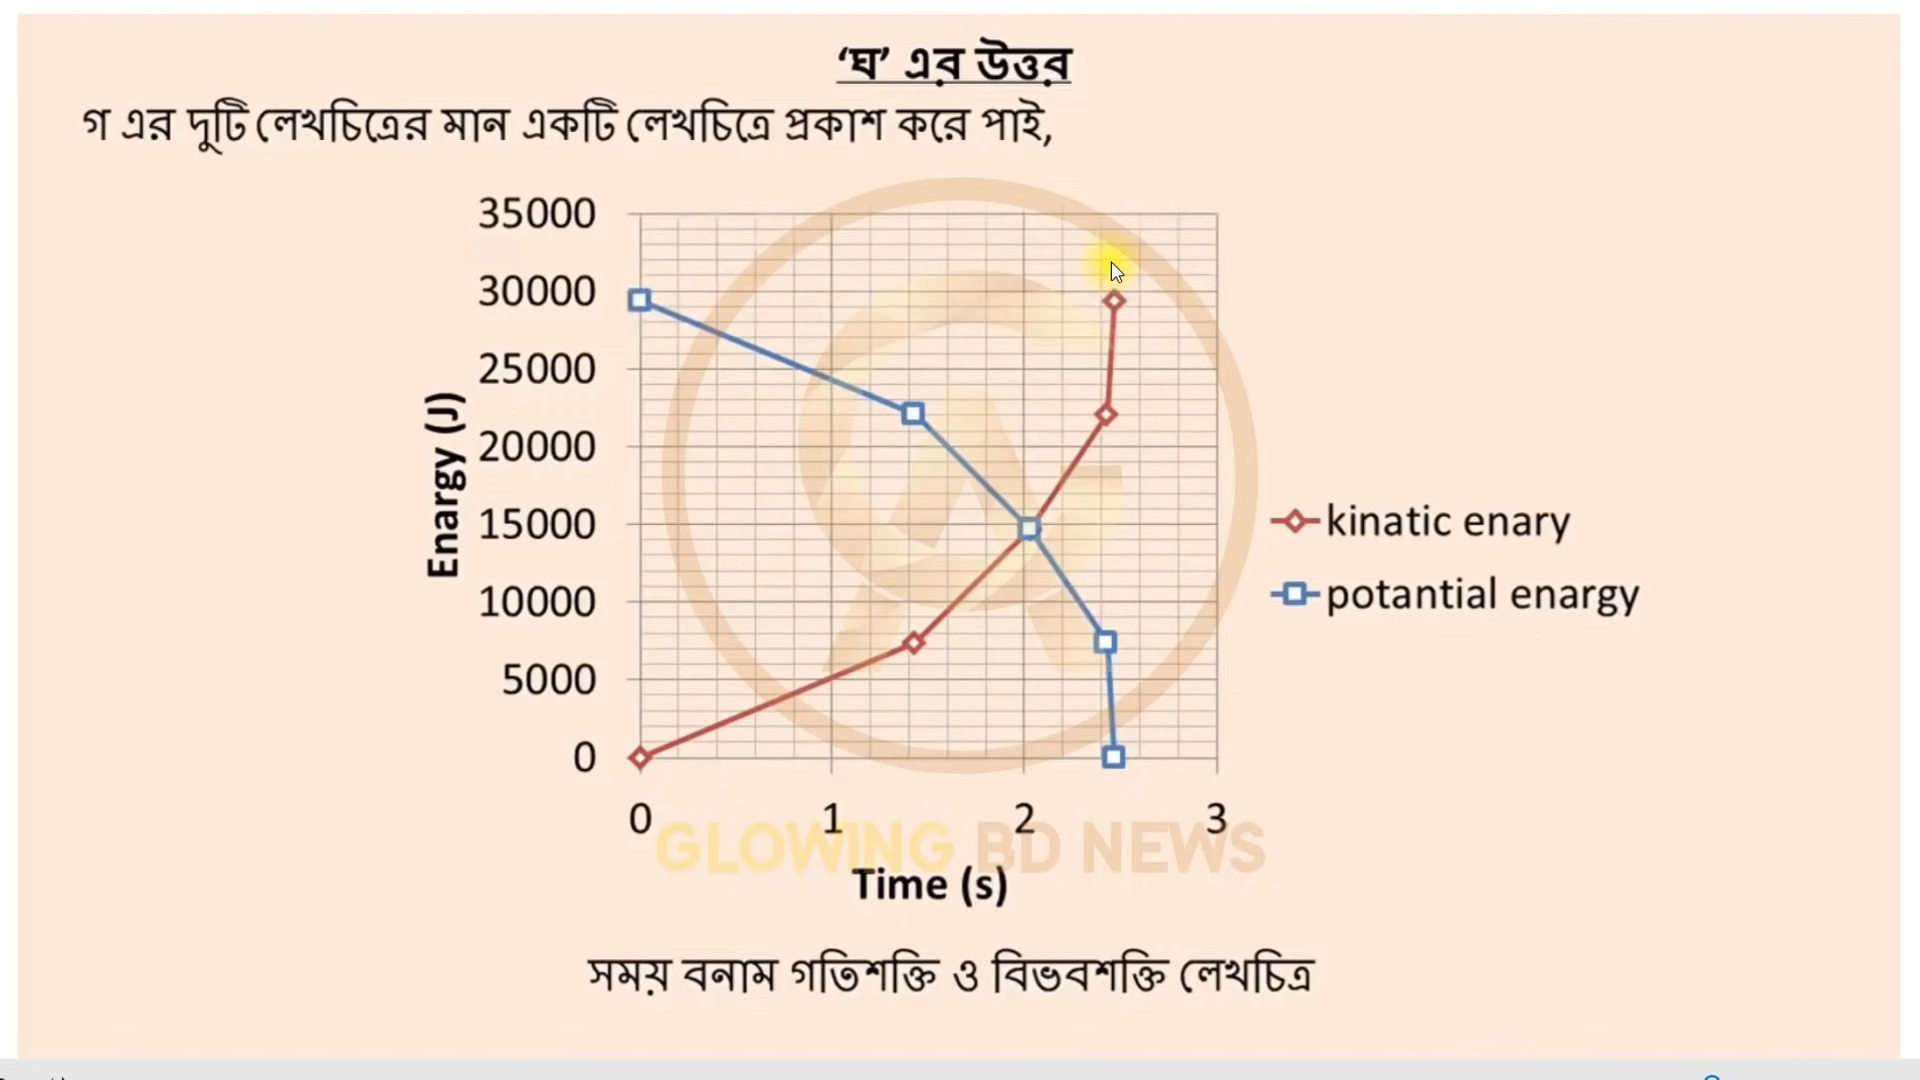 ‘ঘ’ এর উত্তর
গ এর দুটি লেখচিত্রের মান একটি লেখচিত্রে প্রকাশ করে পাই,
35000
30000
25000
20000
15000
10000
5000
0
Enargy (J)
0 1 2 3
Time (s)
kinatic enary
potantial enargy
GLOWING BD NEWS
সময় বনাম গতিশক্তি ও বিভবশক্তি লেখচিত্র